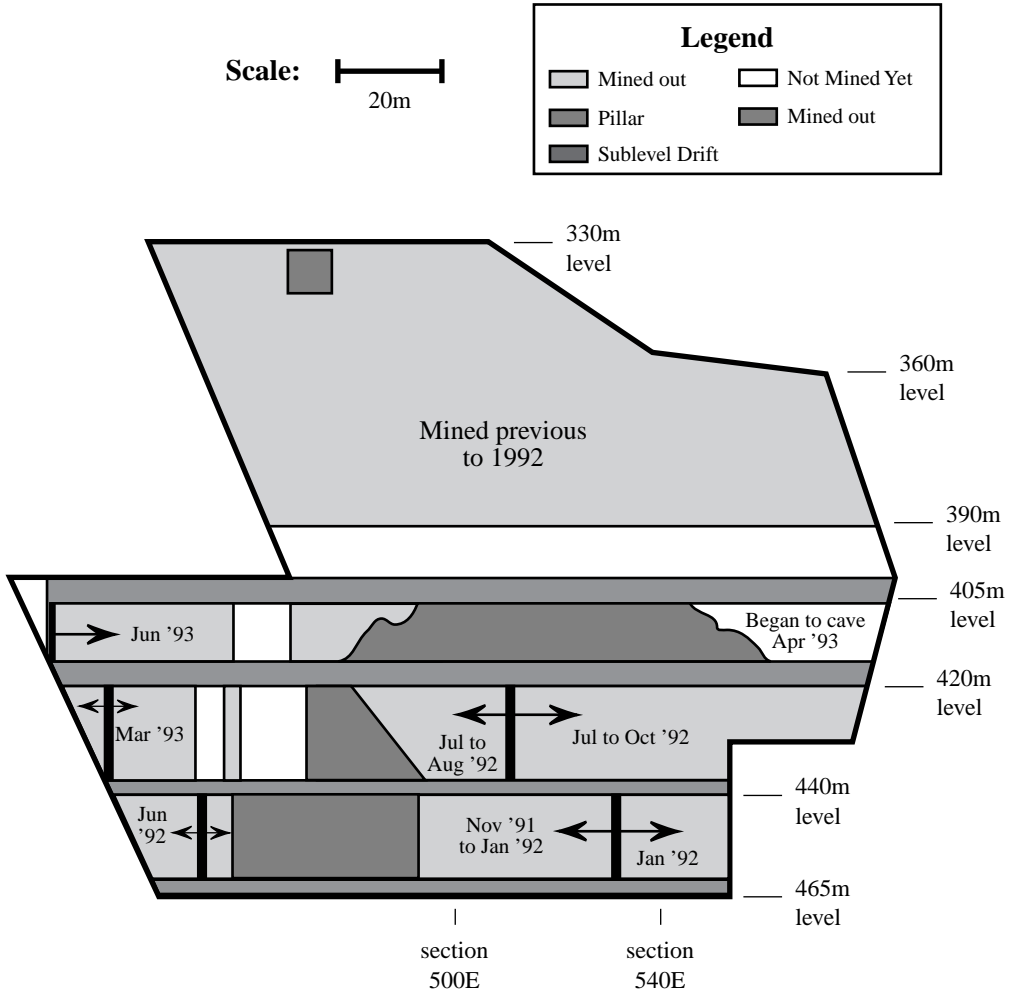 Scale:
20m
Legend
Mined out
Not Mined Yet
Pillar
Mined out
Sublevel Drift
330m
level
360m
level
Mined previous
to 1992
390m
level
405m
level
Jun ’93
Began to cave
Apr ’93
420m
level
Mar ’93
Jul to
Aug ’92
Jul to Oct ’92
440m
level
Jun
’92
Nov ’91
to Jan ’92
Jan ’92
465m
level
section
500E
section
540E